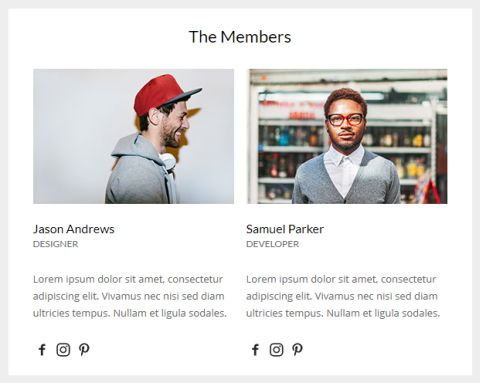 The Members
Jason Andrews
DESIGNER
Lorem ipsum dolor sit amet, consectetur
adipiscing elit. Vivamus nec nisi sed diam
ultricies tempus. Nullam et ligula sodales.
Samuel Parker
DEVELOPER
Lorem ipsum dolor sit amet, consectetur
adipiscing elit. Vivamus nec nisi sed diam
ultricies tempus. Nullam et ligula sodales.